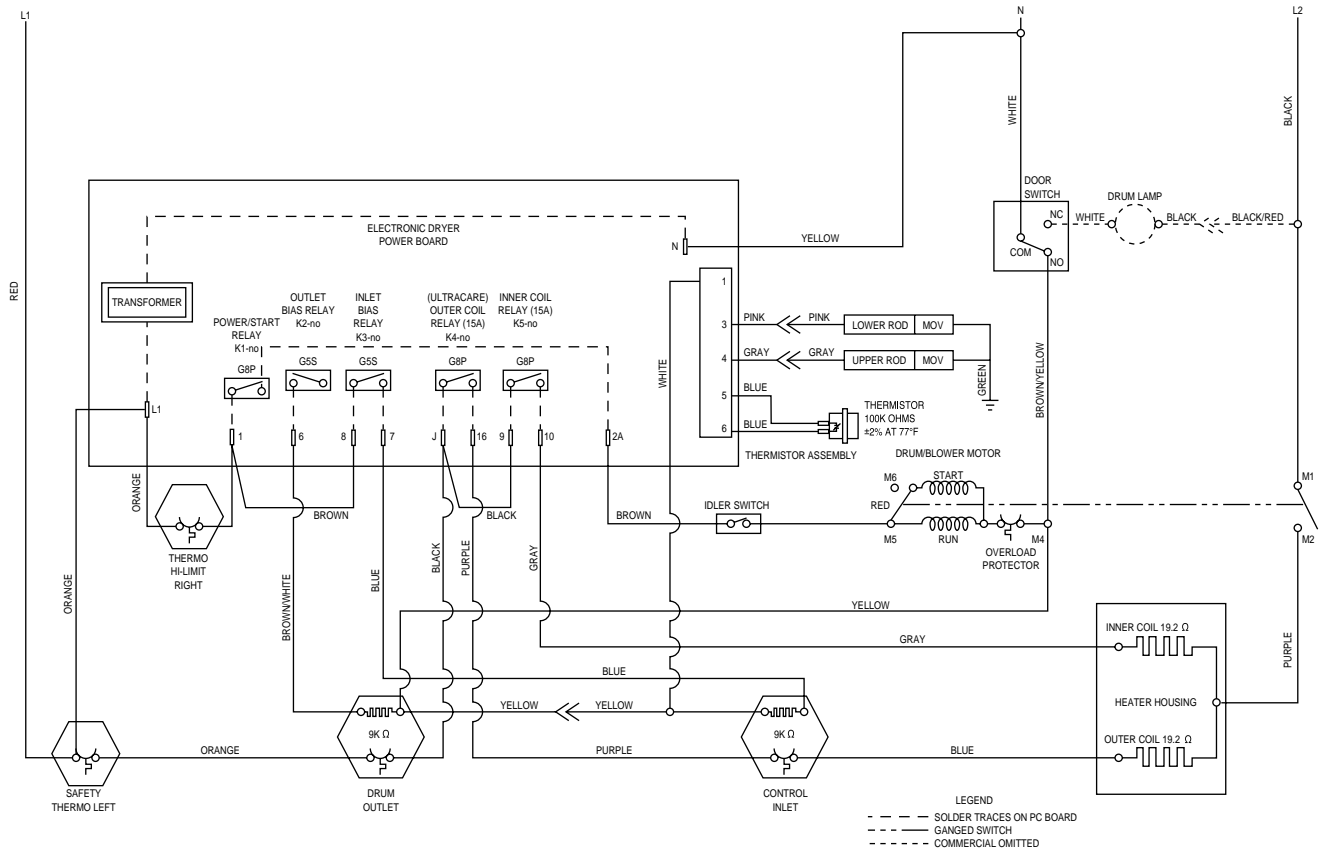 L1
N
L2
RED
WHITE
BLACK
DOOR
SWITCH
NC
COM
NO
WHITE
DRUM LAMP
BLACK
BLACK/RED
ELECTRONIC DRYER
POWER BOARD
N
YELLOW
TRANSFORMER
POWER/START
RELAY
K1-no
G8P
OUTLET
BIAS RELAY
K2-no
G5S
INLET
BIAS
RELAY
K3-no
G5S
(ULTRACARE)
OUTER COIL
RELAY (15A)
K4-no
G8P
INNER COIL
RELAY (15A)
K5-no
G8P
L1
1
6
8
7
J
16
9
10
2A
1
3
4
5
6
PINK
PINK
LOWER ROD
MOV
GRAY
GRAY
UPPER ROD
MOV
GREEN
BLUE
BLUE
THERMISTOR
100K OHMS
±2% AT 77°F
THERMISTOR ASSEMBLY
WHITE
BROWN/YELLOW
DRUM/BLOWER MOTOR
M6
START
RED
M5
RUN
M4
OVERLOAD
PROTECTOR
IDLER SWITCH
BROWN
M1
M2
ORANGE
BROWN
BLACK
THERMO
HI-LIMIT
RIGHT
ORANGE
BROWN/WHITE
BLUE
BLACK
PURPLE
GRAY
YELLOW
GRAY
BLUE
INNER COIL 19.2 Ω
HEATER HOUSING
OUTER COIL 19.2 Ω
PURPLE
YELLOW
YELLOW
9K Ω
9K Ω
ORANGE
PURPLE
BLUE
SAFETY
THERMO LEFT
DRUM
OUTLET
CONTROL
INLET
LEGEND
SOLDER TRACES ON PC BOARD
GANGED SWITCH
COMMERCIAL OMITTED